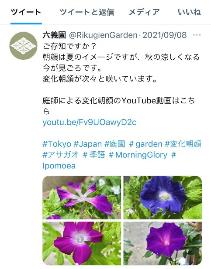 ツイート ツイートと返信 メディア いいね
六義園 @RikugienGarden · 2021/09/08 ···
ご存知ですか?
朝顔は夏のイメージですが、秋の涼しくなる
今が見ごろです。
変化朝顔が次々と咲いています。
庭師による変化朝顔のYouTube動画はこち
ら
youtu.be/Fv9UOawyD2c
#Tokyo #Japan #庭園 #garden #変化朝顔
#アサガオ #季語 #MorningGlory #
Ipomoea